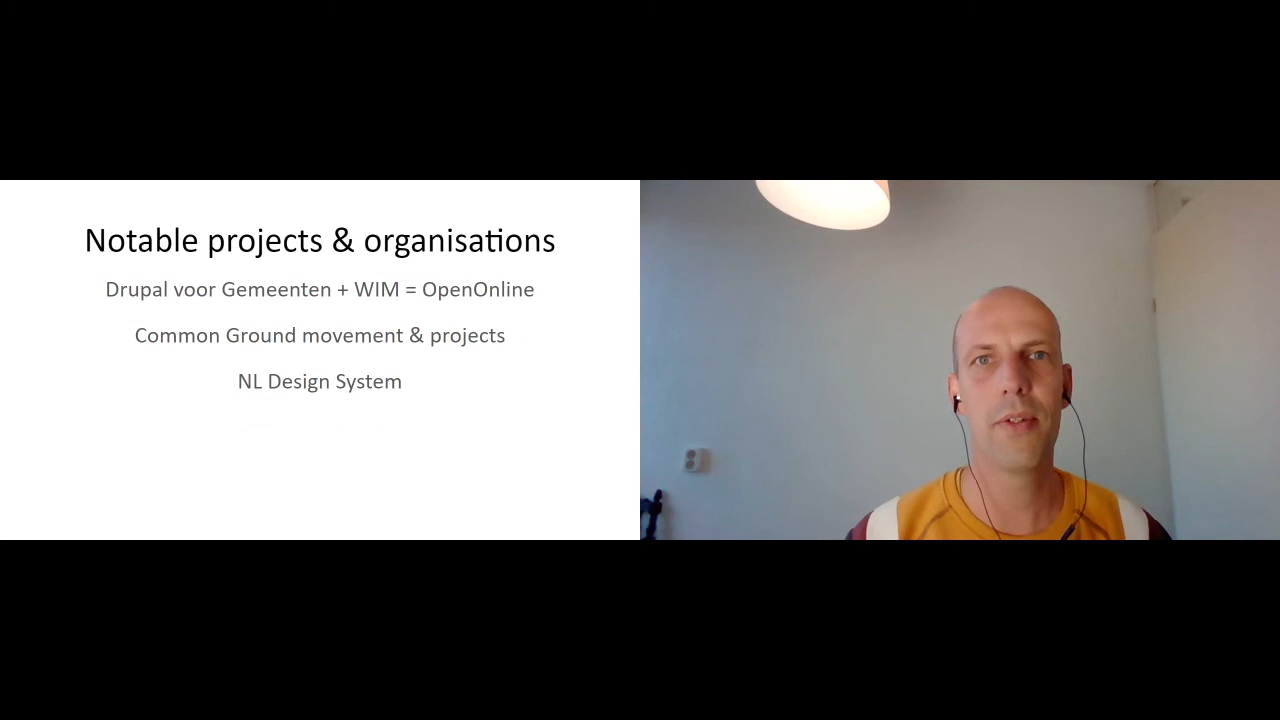 Notable projects & organisations
Drupal voor Gemeenten + WIM = OpenOnline
Common Ground movement & projects
NL Design System